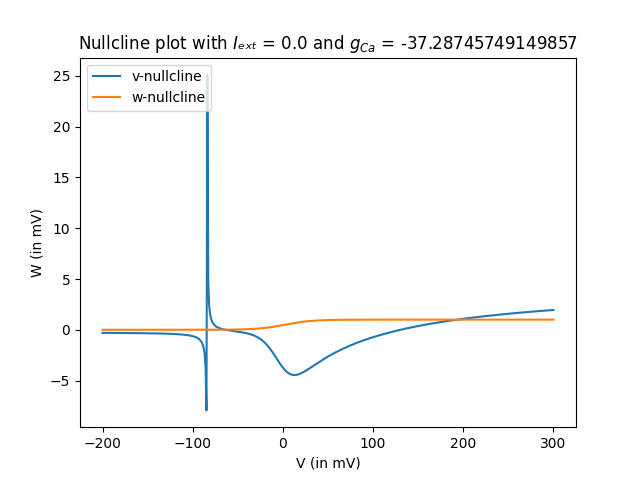 Nullcline plot with Iₑₓₜ = 0.0 and g_Ca = -37.28745749149857
v-nullcline
w-nullcline
25
20
15
10
5
0
−5
W (in mV)
−200 −100 0 100 200 300
V (in mV)